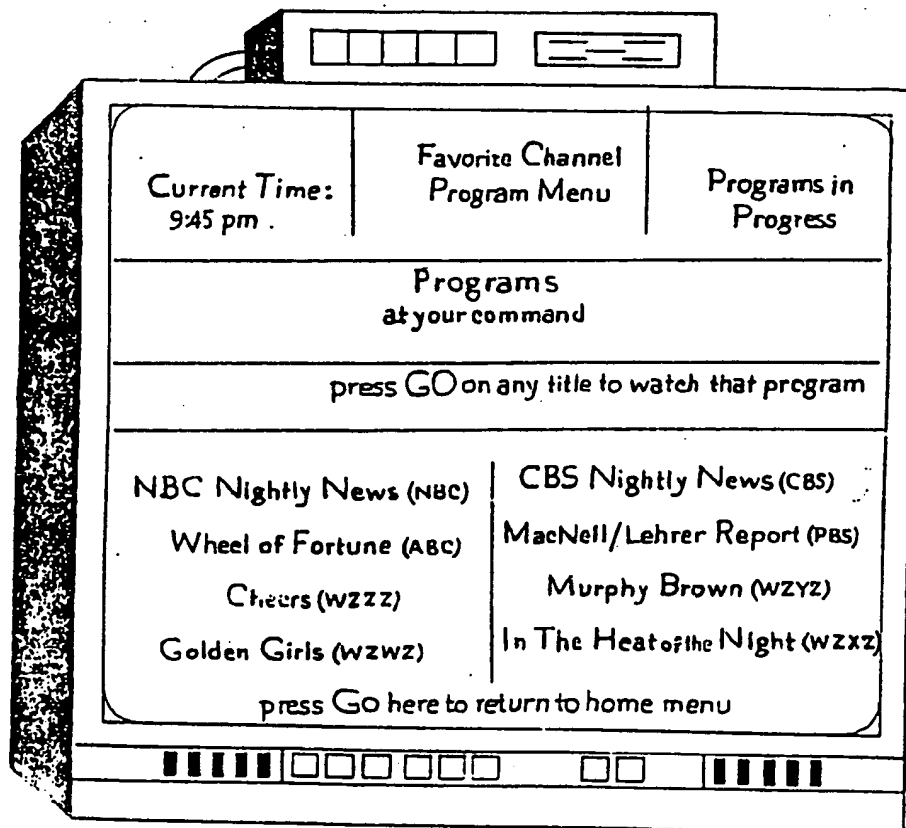 Current Time:
9:45 pm.
Favorite Channel
Program Menu
Programs in
Progress
Programs
at your command
press GO on any title to watch that program
NBC Nightly News (NBC)
Wheel of Fortune (ABC)
Cheers (WZZZ)
Golden Girls (WZWZ)
CBS Nightly News (CBS)
MacNeil/Lehrer Report (PBS)
Murphy Brown (WZYZ)
In The Heat of the Night (WZXZ)
press Go here to return to home menu